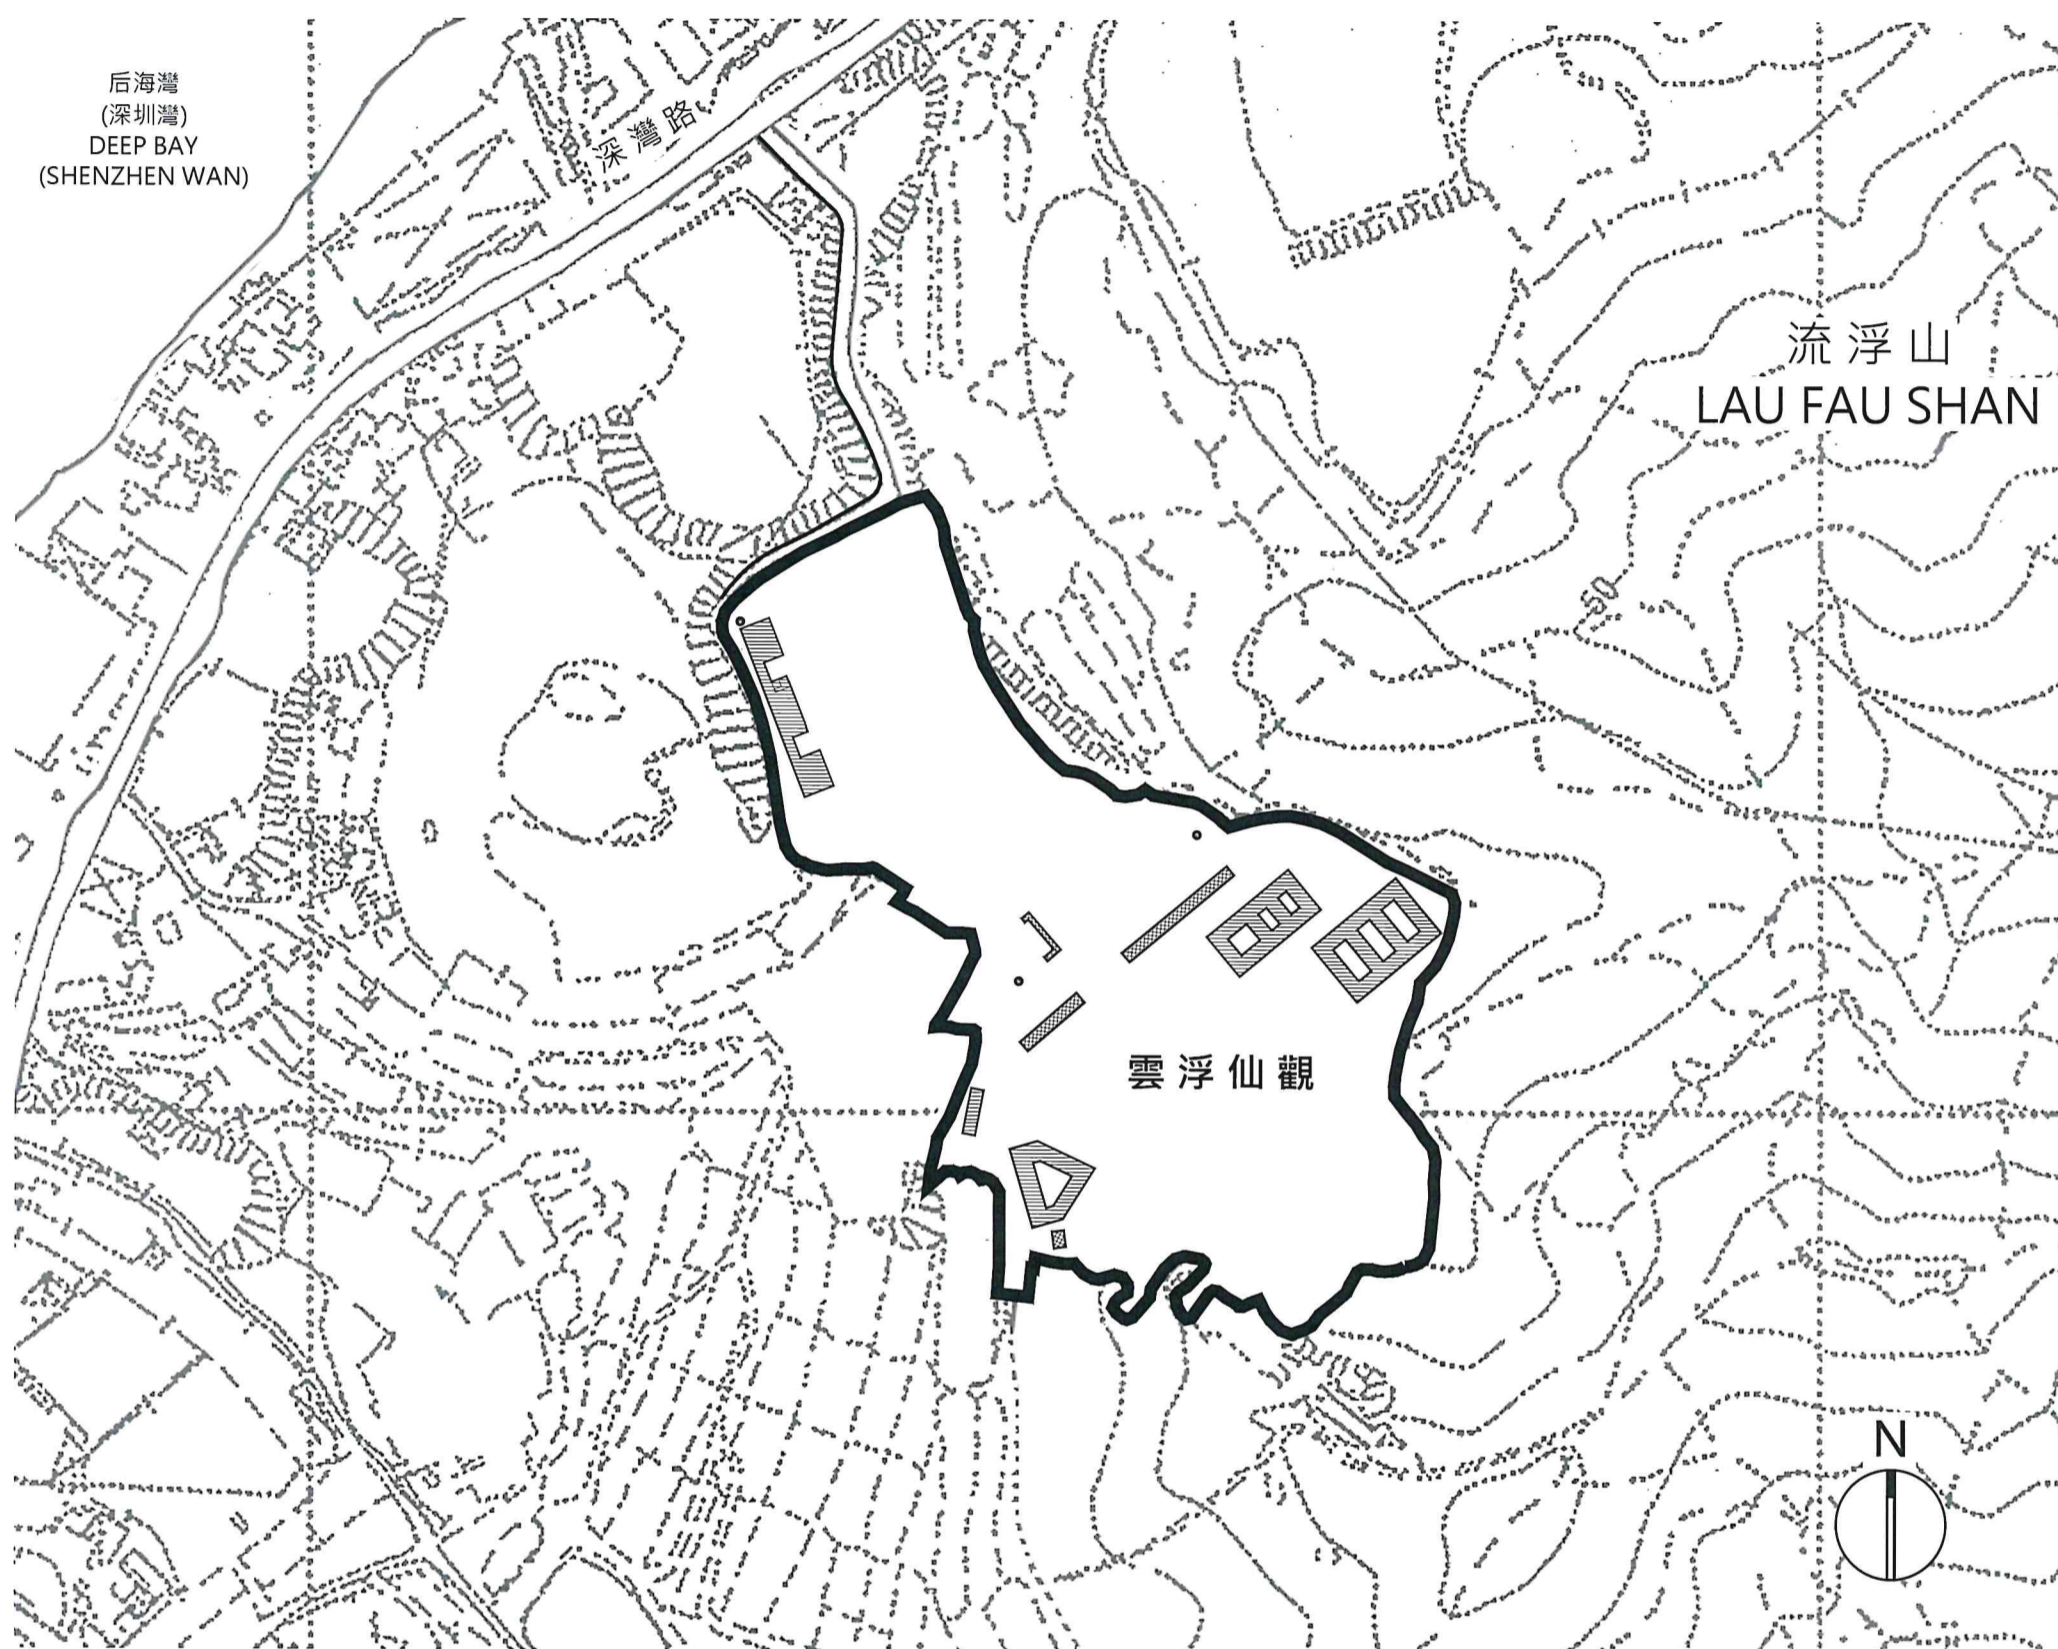 后海灣
(深圳灣)
DEEP BAY
(SHENZHEN WAN)
深灣路
流浮山
LAU FAU SHAN
50
雲浮仙觀
N